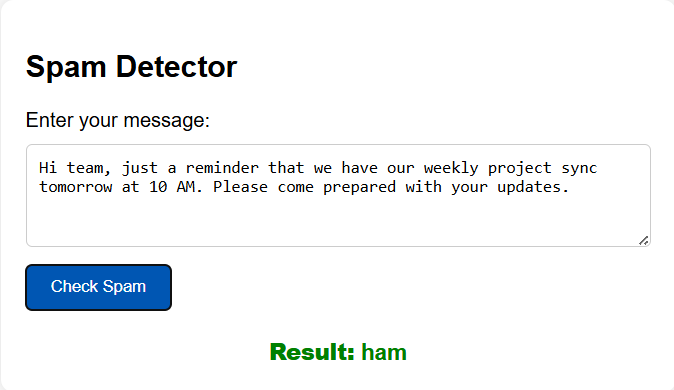 Spam Detector
Enter your message:
Hi team, just a reminder that we have our weekly project sync
tomorrow at 10 AM. Please come prepared with your updates.
Check Spam
Result: ham